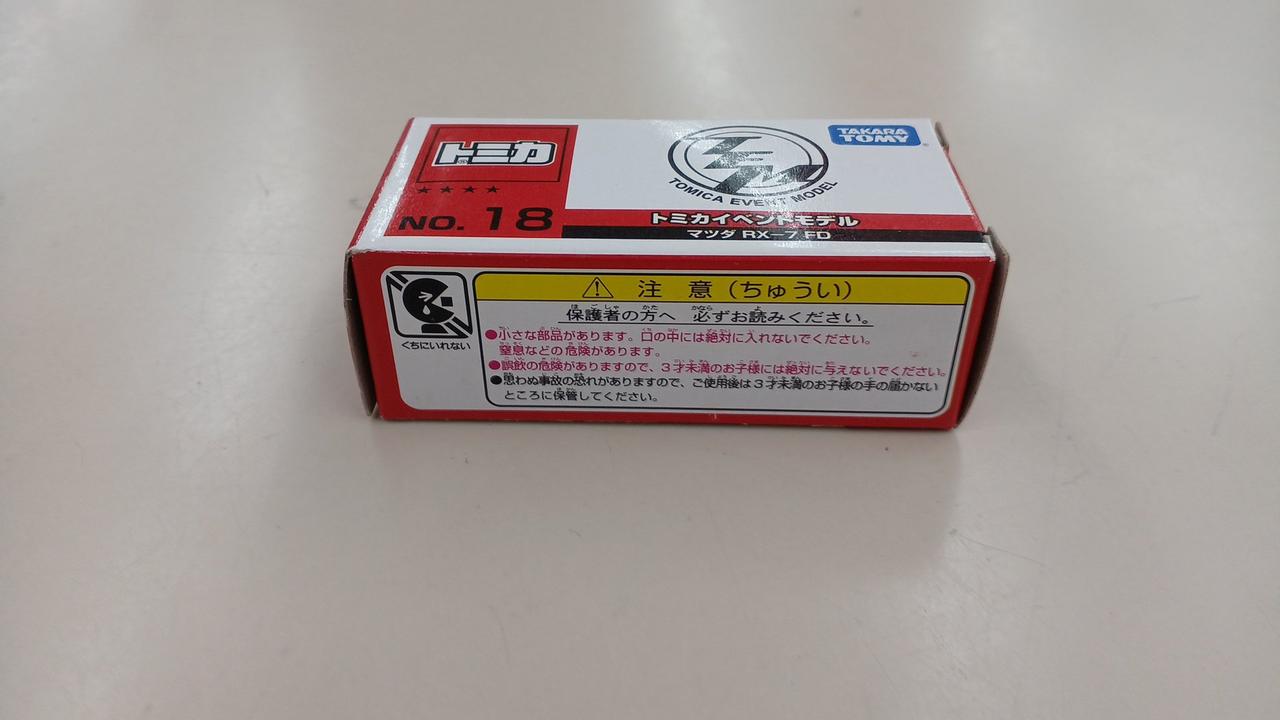 トミカ
★★★★
NO. 18
TEM
TOMICA EVENT MODEL
TAKARA
TOMY
トミカイベントモデル
マツダ RX-7 FD
くちにいれない
注 意（ちゅうい）
保護者の方へ 必ずお読みください。
●小さな部品があります。口の中には絶対に入れないでください。
窒息などの危険があります。
●誤飲の危険がありますので、3才未満のお子様には絶対に与えないでください。
●思わぬ事故の恐れがありますので、ご使用後は3才未満のお子様の手の届かない
ところに保管してください。